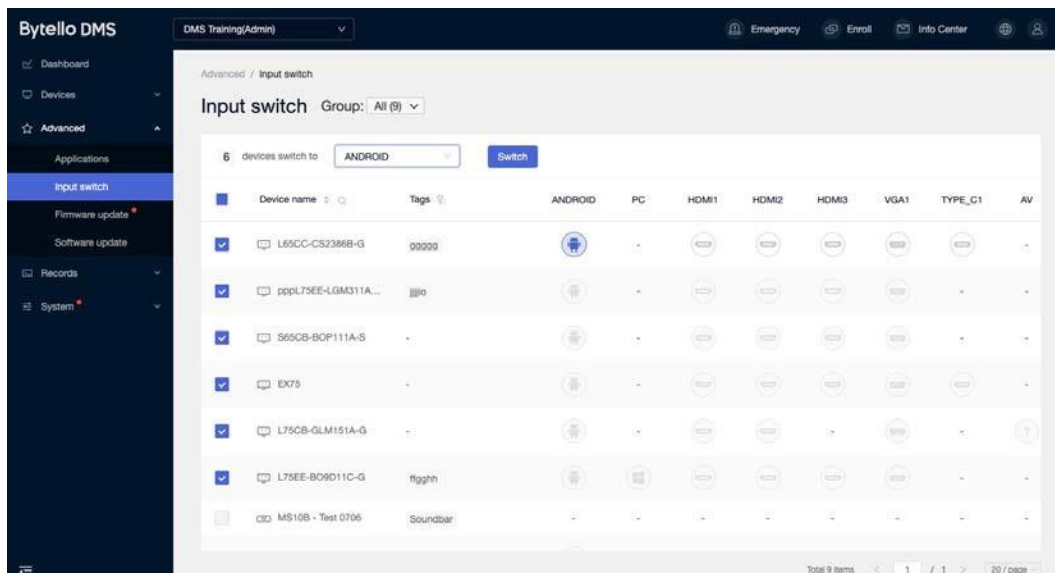 Bytello DMS
DMS Training(Admin)
Emergency
Enroll
Info Center
Dashboard
Devices
Advanced
Applications
Input switch
Firmware update
Software update
Records
System
Advanced / Input switch
Input switch Group: All (9)
6 devices switch to ANDROID Switch
Device name Tags ANDROID PC HDMI1 HDMI2 HDMI3 VGA1 TYPE_C1 AV
L65CC-CS2386B-G ggggg -  -
pppL75EE-LGM311A... jjjjlo - - -
S65CB-BOP111A-S - - - -
EX75 - - -
L75CB-GLM151A-G - - - - ?
L75EE-BO9D11C-G ffgghh - -
MS10B - Test 0706 Soundbar - - - - - - - -
Total 9 items < 1 / 1 > 20 / page